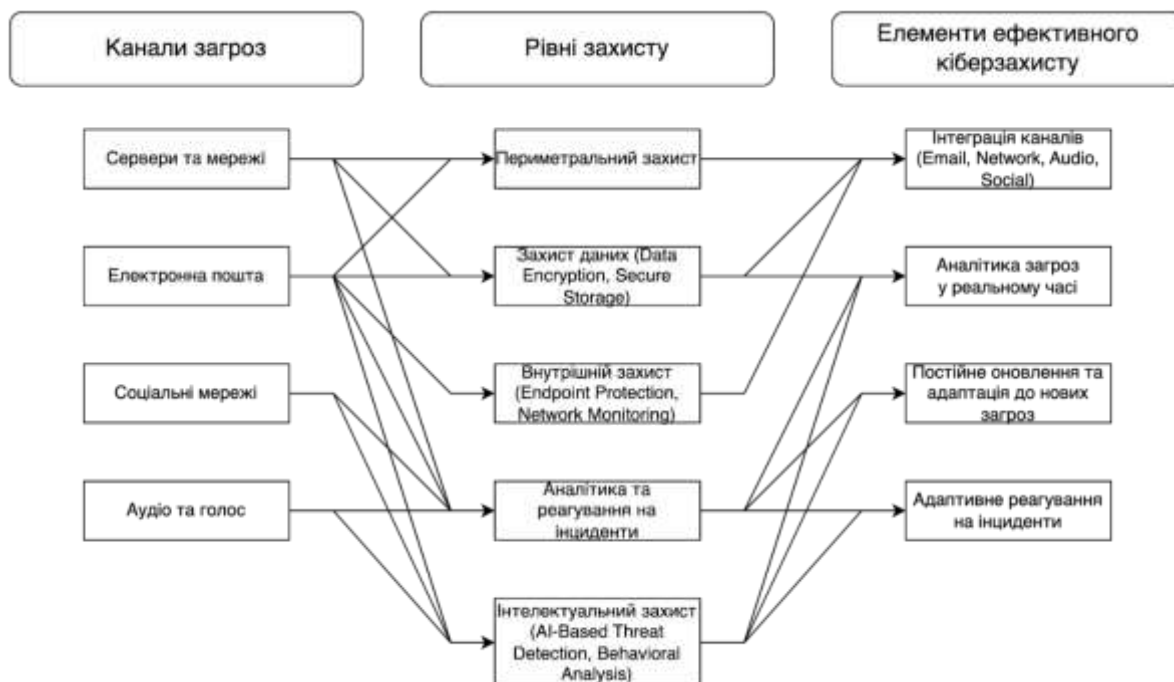 Канали загроз
Рівні захисту
Елементи ефективного
кіберзахисту
Сервери та мережі
Периметральний захист
Інтеграція каналів
(Email, Network, Audio,
Social)
Електронна пошта
Захист даних (Data
Encryption, Secure
Storage)
Аналітика загроз
у реальному часі
Соціальні мережі
Внутрішній захист
(Endpoint Protection,
Network Monitoring)
Постійне оновлення та
адаптація до нових
загроз
Аудіо та голос
Аналітика та
реагування на
інциденти
Адаптивне реагування
на інциденти
Інтелектуальний захист
(AI-Based Threat
Detection, Behavioral
Analysis)